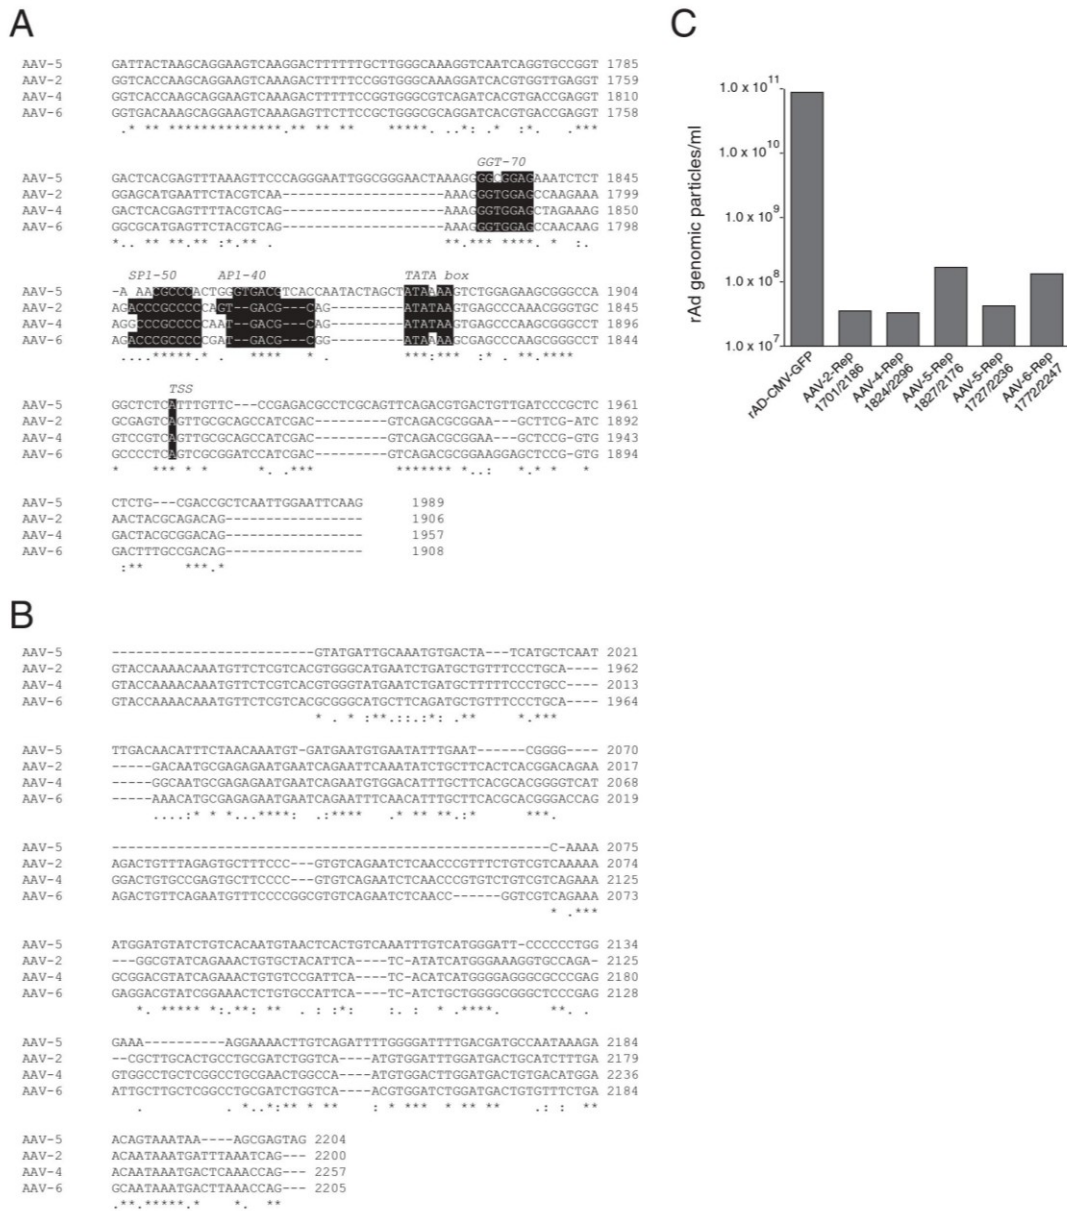 A
AAV-5 GATTACTAAGCAGGAAGTCAAGGACTTTTTTGCTTGGGCAAAGGTCAATCAGGTGCCGGT 1785
AAV-2 GGTCACCAAGCAGGAAGTCAAAGACTTTTTCCGGTGGGCAAAGGATCACGTGGTTGAGGT 1759
AAV-4 GGTCACCAAGCAGGAAGTCAAAGACTTTTTCCGGTGGGCGTCAGATCACGTGACCGAGGT 1810
AAV-6 GGTGACAAAGCAGGAAGTCAAAGAGTTCTTCCGCTGGGCGCAGGATCACGTGACCGAGGT 1758
.* ** **************.** ** ** *****. ..*: .* :*. ***
GGT-70
AAV-5 GACTCACGAGTTTAAAGTTCCCAGGGAATTGGCGGGAACTAAAGGGGCGGAGAAATCTCT 1845
AAV-2 GGAGCATGAATTCTACGTCAA--------------------AAAGGGTGGAGCCAAGAAA 1799
AAV-4 GACTCACGAGTTTTACGTCAG--------------------AAAGGGTGGAGCTAGAAAG 1850
AAV-6 GGCGCATGAGTTCTACGTCAG--------------------AAAGGGTGGAGCCAACAAG 1798
*.. ** **.** :*.** . **.*** ****. * :.
SP1-50 AP1-40 TATA box
AAV-5 -A AACGCCCACTGGGTGACGTCACCAATACTAGCTATAAAAGTCTGGAGAAGCGGGCCA 1904
AAV-2 AGACCCGCCCCCAGT--GACG---CAG---------ATATAAGTGAGCCCAAACGGGTGC 1845
AAV-4 AGGCCCGCCCCCAAT--GACG---CGG---------ATATAAGTGAGCCCAAGCGGGCCT 1896
AAV-6 AGACCCGCCCCCGAT--GACG---CGG---------ATAAAAGCGAGCCCAAGCGGGCCT 1844
....*****. . **** * . ***:*** .** ..**.****
TSS
AAV-5 GGCTCTCATTTGTTC---CCGAGACGCCTCGCAGTTCAGACGTGACTGTTGATCCCGCTC 1961
AAV-2 GCGAGTCAGTTGCGCAGCCATCGAC---------GTCAGACGCGGAA---GCTTCG-ATC 1892
AAV-4 GTCCGTCAGTTGCGCAGCCATCGAC---------GTCAGACGCGGAA---GCTCCG-GTG 1943
AAV-6 GCCCCTCAGTCGCGGATCCATCGAC---------GTCAGACGCGGAAGGAGCTCCG-GTG 1894
* *** * * *. .*** ******* *..: *.* * *
AAV-5 CTCTG---CGACCGCTCAATTGGAATTCAAG 1989
AAV-2 AACTACGCAGACAG----------------- 1906
AAV-4 GACTACGCGGACAG----------------- 1957
AAV-6 GACTTTGCCGACAG----------------- 1908
:** ***.*
B
AAV-5 -------------------------GTATGATTGCAAATGTGACTA---TCATGCTCAAT 2021
AAV-2 GTACCAAAACAAATGTTCTCGTCACGTGGGCATGAATCTGATGCTGTTTCCCTGCA---- 1962
AAV-4 GTACCAAAACAAATGTTCTCGTCACGTGGGTATGAATCTGATGCTTTTTCCCTGCC---- 2013
AAV-6 GTACCAAAACAAATGTTCTCGTCACGCGGGCATGCTTCAGATGCTGTTTCCCTGCA---- 1964
* . * :**.::.:*: .** *.***
AAV-5 TTGACAACATTTCTAACAAATGT-GATGAATGTGAATATTTGAAT------CGGGG---- 2070
AAV-2 -----GACAATGCGAGAGAATGAATCAGAATTCAAATATCTGCTTCACTCACGGACAGAA 2017
AAV-4 -----GGCAATGCGAGAGAATGAATCAGAATGTGGACATTTGCTTCACGCACGGGGTCAT 2068
AAV-6 -----AAACATGCGAGAGAATGAATCAGAATTTCAACATTTGCTTCACGCACGGGACCAG 2019
....:* * ...****: .:**** .* ** **.:* ***.
AAV-5 ------------------------------------------------------C-AAAA 2075
AAV-2 AGACTGTTTAGAGTGCTTTCCC---GTGTCAGAATCTCAACCCGTTTCTGTCGTCAAAAA 2074
AAV-4 GGACTGTGCCGAGTGCTTCCCC---GTGTCAGAATCTCAACCCGTGTCTGTCGTCAGAAA 2125
AAV-6 AGACTGTTCAGAATGTTTCCCCGGCGTGTCAGAATCTCAACC------GGTCGTCAGAAA 2073
* .***
AAV-5 ATGGATGTATCTGTCACAATGTAACTCACTGTCAAATTTGTCATGGGATT-CCCCCCTGG 2134
AAV-2 ---GGCGTATCAGAAACTGTGCTACATTCA----TC-ATATCATGGGAAAGGTGCCAGA- 2125
AAV-4 GCGGACGTATCAGAAACTGTGTCCGATTCA----TC-ACATCATGGGGAGGGCGCCCGAG 2180
AAV-6 GAGGACGTATCGGAAACTCTGTGCCATTCA----TC-ATCTGCTGGGGCGGGCTCCCGAG 2128
*. ***** *:.**: ** . : :*: :. : * .****. **. .
AAV-5 GAAA----------AGGAAAACTTGTCAGATTTTGGGGATTTTGACGATGCCAATAAAGA 2184
AAV-2 --CGCTTGCACTGCCTGCGATCTGGTCA----ATGTGGATTTGGATGACTGCATCTTTGA 2179
AAV-4 GTGGCCTGCTCGGCCTGCGAACTGGCCA----ATGTGGACTTGGATGACTGTGACATGGA 2236
AAV-6 ATTGCTTGCTCGGCCTGCGATCTGGTCA----ACGTGGATCTGGATGACTGTGTTTCTGA 2184
. . *..*:** * ** : * *** * ** ** .: : **
AAV-5 ACAGTAAATAA----AGCGAGTAG 2204
AAV-2 ACAATAAATGATTTAAATCAG--- 2200
AAV-4 ACAATAAATGACTCAAACCAG--- 2257
AAV-6 GCAATAAATGACTTAAACCAG--- 2205
.**.*****.* *. **
C
rAd genomic particles/ml
1.0 x 10¹¹
1.0 x 10¹⁰
1.0 x 10⁹
1.0 x 10⁸
1.0 x 10⁷
rAD-CMV-GFP
AAV-2-Rep 1701/2186
AAV-4-Rep 1824/2296
AAV-5-Rep 1827/2176
AAV-5-Rep 1727/2236
AAV-6-Rep 1772/2247